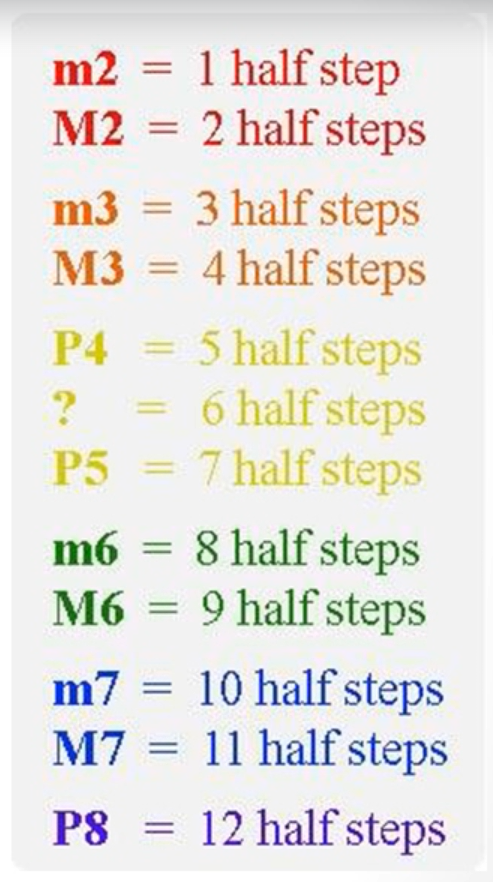 m2 = 1 half step
M2 = 2 half steps
m3 = 3 half steps
M3 = 4 half steps
P4 = 5 half steps
? = 6 half steps
P5 = 7 half steps
m6 = 8 half steps
M6 = 9 half steps
m7 = 10 half steps
M7 = 11 half steps
P8 = 12 half steps